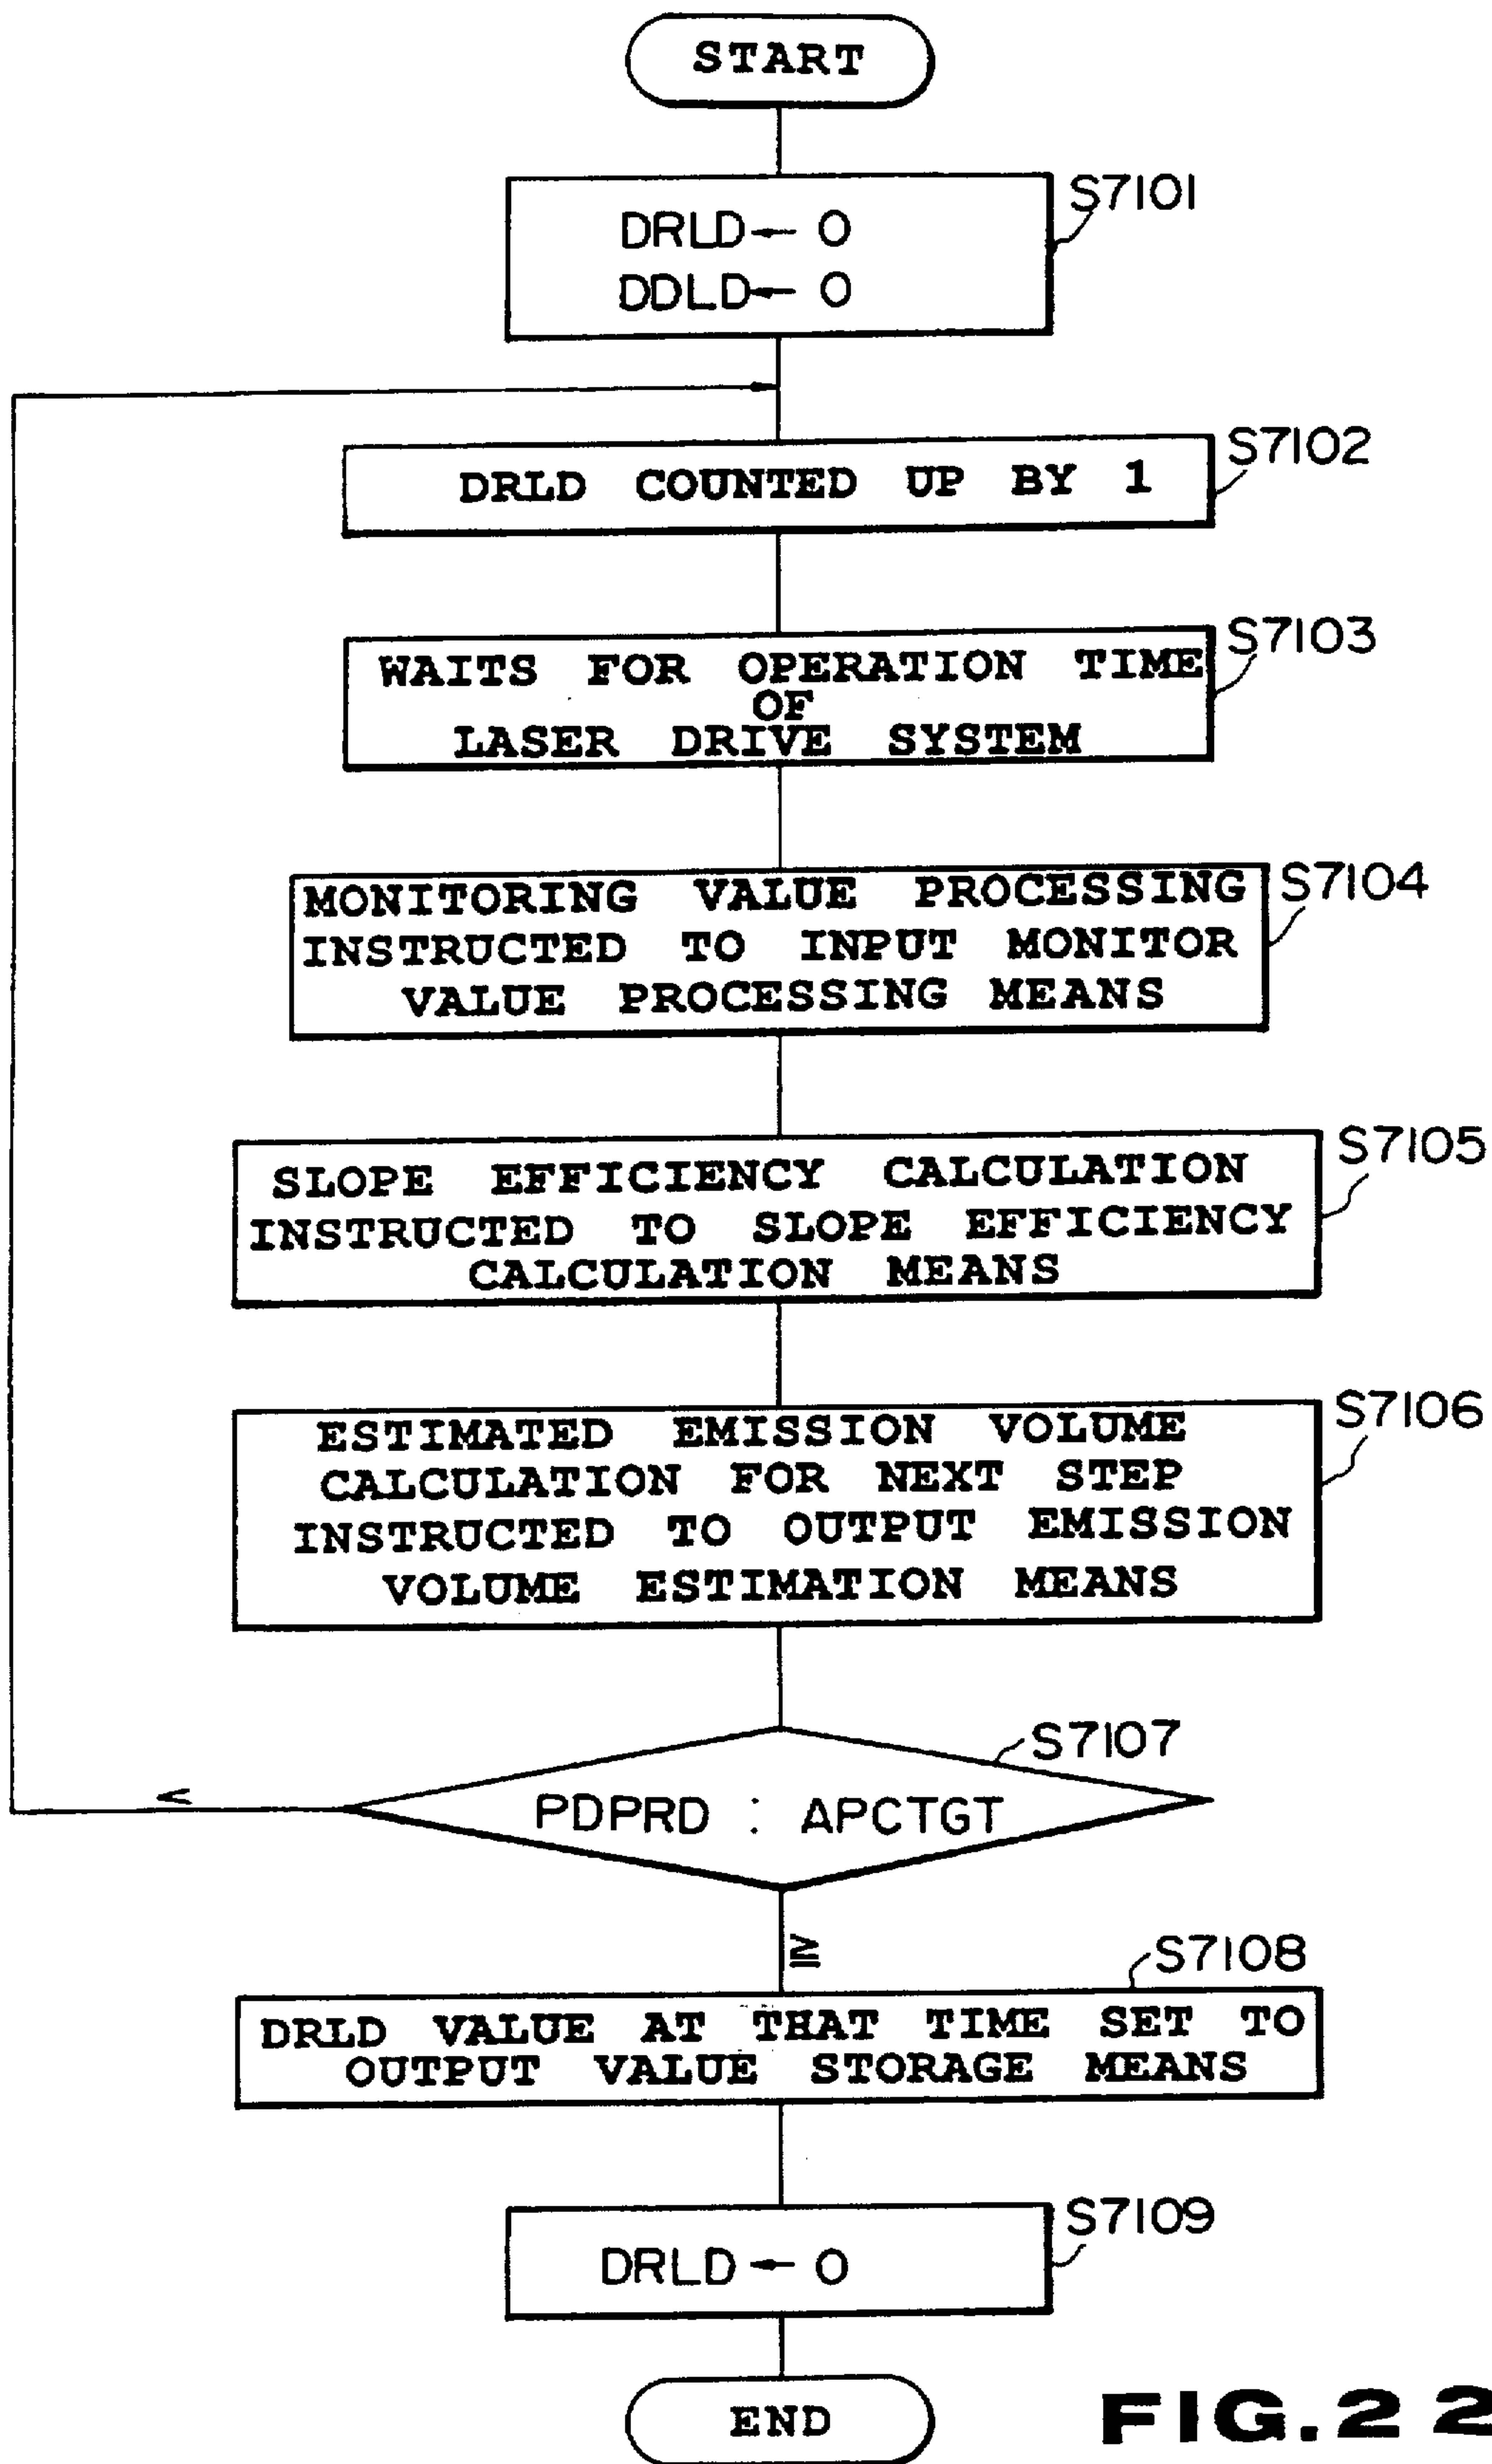 START
S7101
DRLD ← 0
DDLD ← 0
S7102
DRLD COUNTED UP BY 1
S7103
WAITS FOR OPERATION TIME
OF
LASER DRIVE SYSTEM
S7104
MONITORING VALUE PROCESSING
INSTRUCTED TO INPUT MONITOR
VALUE PROCESSING MEANS
S7105
SLOPE EFFICIENCY CALCULATION
INSTRUCTED TO SLOPE EFFICIENCY
CALCULATION MEANS
S7106
ESTIMATED EMISSION VOLUME
CALCULATION FOR NEXT STEP
INSTRUCTED TO OUTPUT EMISSION
VOLUME ESTIMATION MEANS
S7107
<
PDPRD : APCTGT
≧
S7108
DRLD VALUE AT THAT TIME SET TO
OUTPUT VALUE STORAGE MEANS
S7109
DRLD ← 0
END
FIG.22